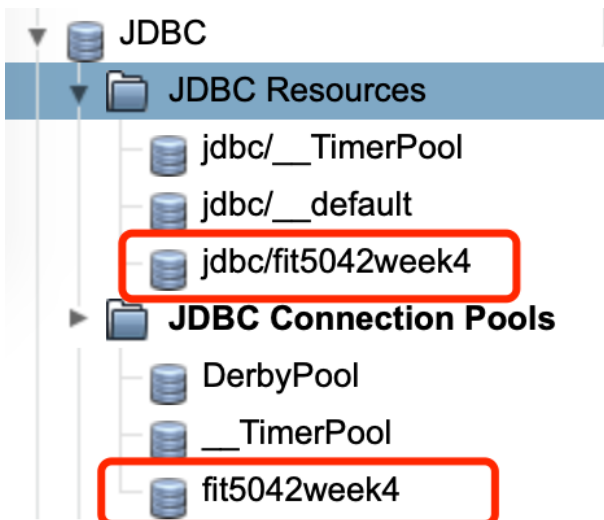 JDBC
JDBC Resources
jdbc/__TimerPool
jdbc/__default
jdbc/fit5042week4
JDBC Connection Pools
DerbyPool
__TimerPool
fit5042week4